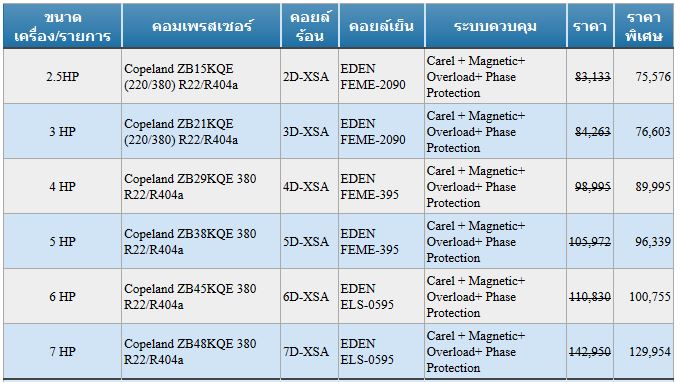 ขนาด
เครื่อง/รายการ
คอมเพรสเซอร์
คอยล์
ร้อน
คอยล์เย็น
ระบบควบคุม
ราคา
ราคา
พิเศษ
2.5HP
Copeland ZB15KQE
(220/380) R22/R404a
2D-XSA
EDEN
FEME-2090
Carel + Magnetic+
Overload+ Phase
Protection
83,133
75,576
3 HP
Copeland ZB21KQE
(220/380) R22/R404a
3D-XSA
EDEN
FEME-2090
Carel + Magnetic+
Overload+ Phase
Protection
84,263
76,603
4 HP
Copeland ZB29KQE 380
R22/R404a
4D-XSA
EDEN
FEME-395
Carel + Magnetic+
Overload+ Phase
Protection
98,995
89,995
5 HP
Copeland ZB38KQE 380
R22/R404a
5D-XSA
EDEN
FEME-395
Carel + Magnetic+
Overload+ Phase
Protection
105,972
96,339
6 HP
Copeland ZB45KQE 380
R22/R404a
6D-XSA
EDEN
ELS-0595
Carel + Magnetic+
Overload+ Phase
Protection
110,830
100,755
7 HP
Copeland ZB48KQE 380
R22/R404a
7D-XSA
EDEN
ELS-0595
Carel + Magnetic+
Overload+ Phase
Protection
142,950
129,954